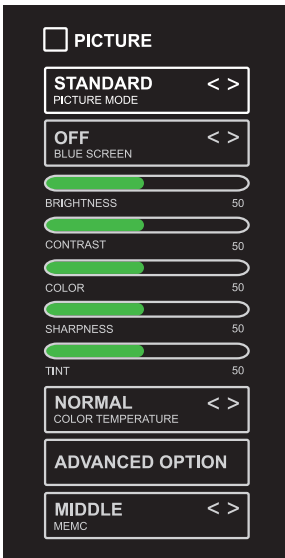 PICTURE
STANDARD < >
PICTURE MODE
OFF < >
BLUE SCREEN
BRIGHTNESS 50
CONTRAST 50
COLOR 50
SHARPNESS 50
TINT 50
NORMAL < >
COLOR TEMPERATURE
ADVANCED OPTION
MIDDLE < >
MEMC